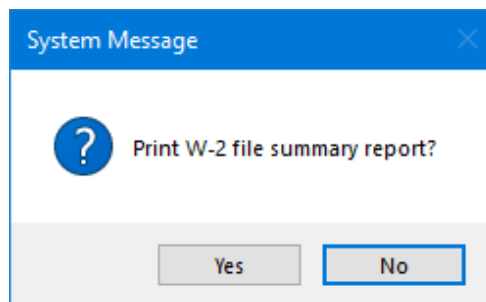 System Message
?
Print W-2 file summary report?
Yes
No